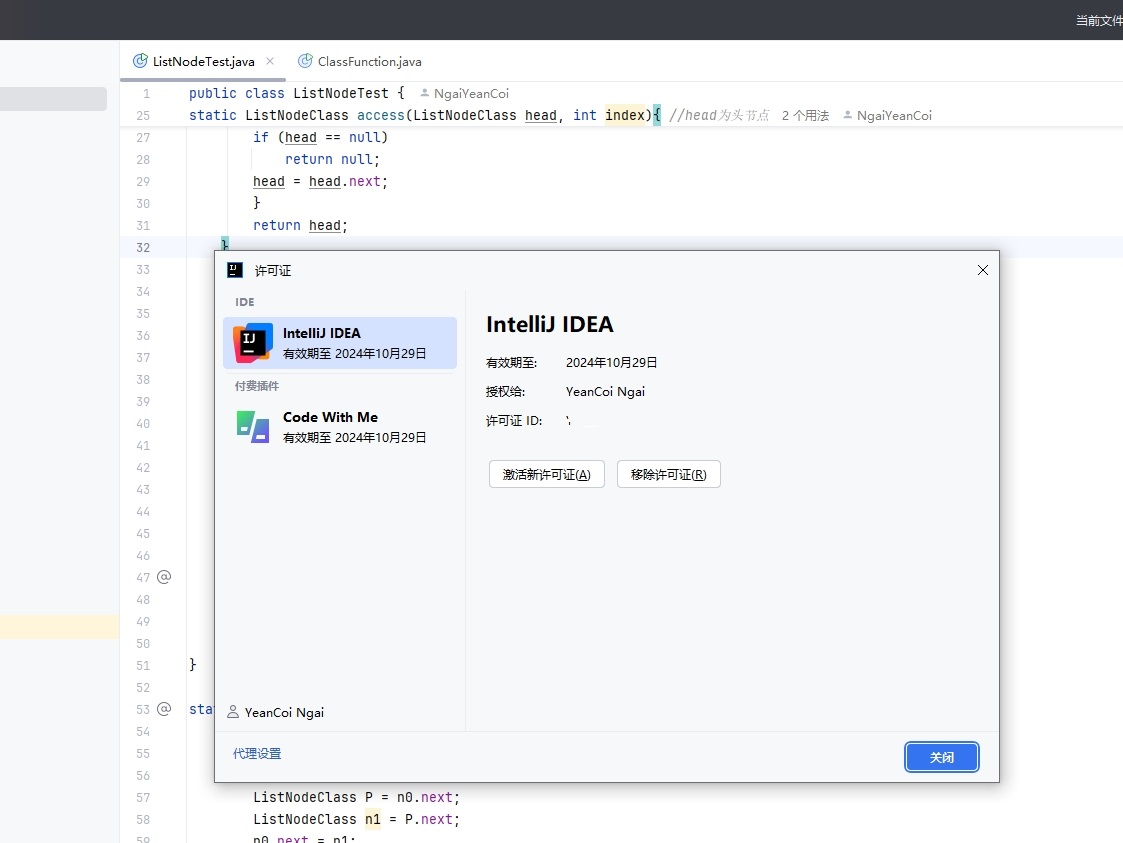 当前文件
ListNodeTest.java
ClassFunction.java
1 public class ListNodeTest { NgaiYeanCoi
25 static ListNodeClass access(ListNodeClass head, int index){ //head为头节点 2 个用法 NgaiYeanCoi
27 if (head == null)
28 return null;
29 head = head.next;
30 }
31 return head;
32 }
33
34
35
36
37
38
39
40
41
42
43
44
45
46
47 @
48
49
50
51 }
52
53 @ sta
54
55
56
57 ListNodeClass P = n0.next;
58 ListNodeClass n1 = P.next;
59 n0.next = n1;
许可证
IDE
IntelliJ IDEA
有效期至 2024年10月29日
付费插件
Code With Me
有效期至 2024年10月29日
YeanCoi Ngai
IntelliJ IDEA
有效期至: 2024年10月29日
授权给: YeanCoi Ngai
许可证 ID:
激活新许可证(A) 移除许可证(R)
代理设置
关闭